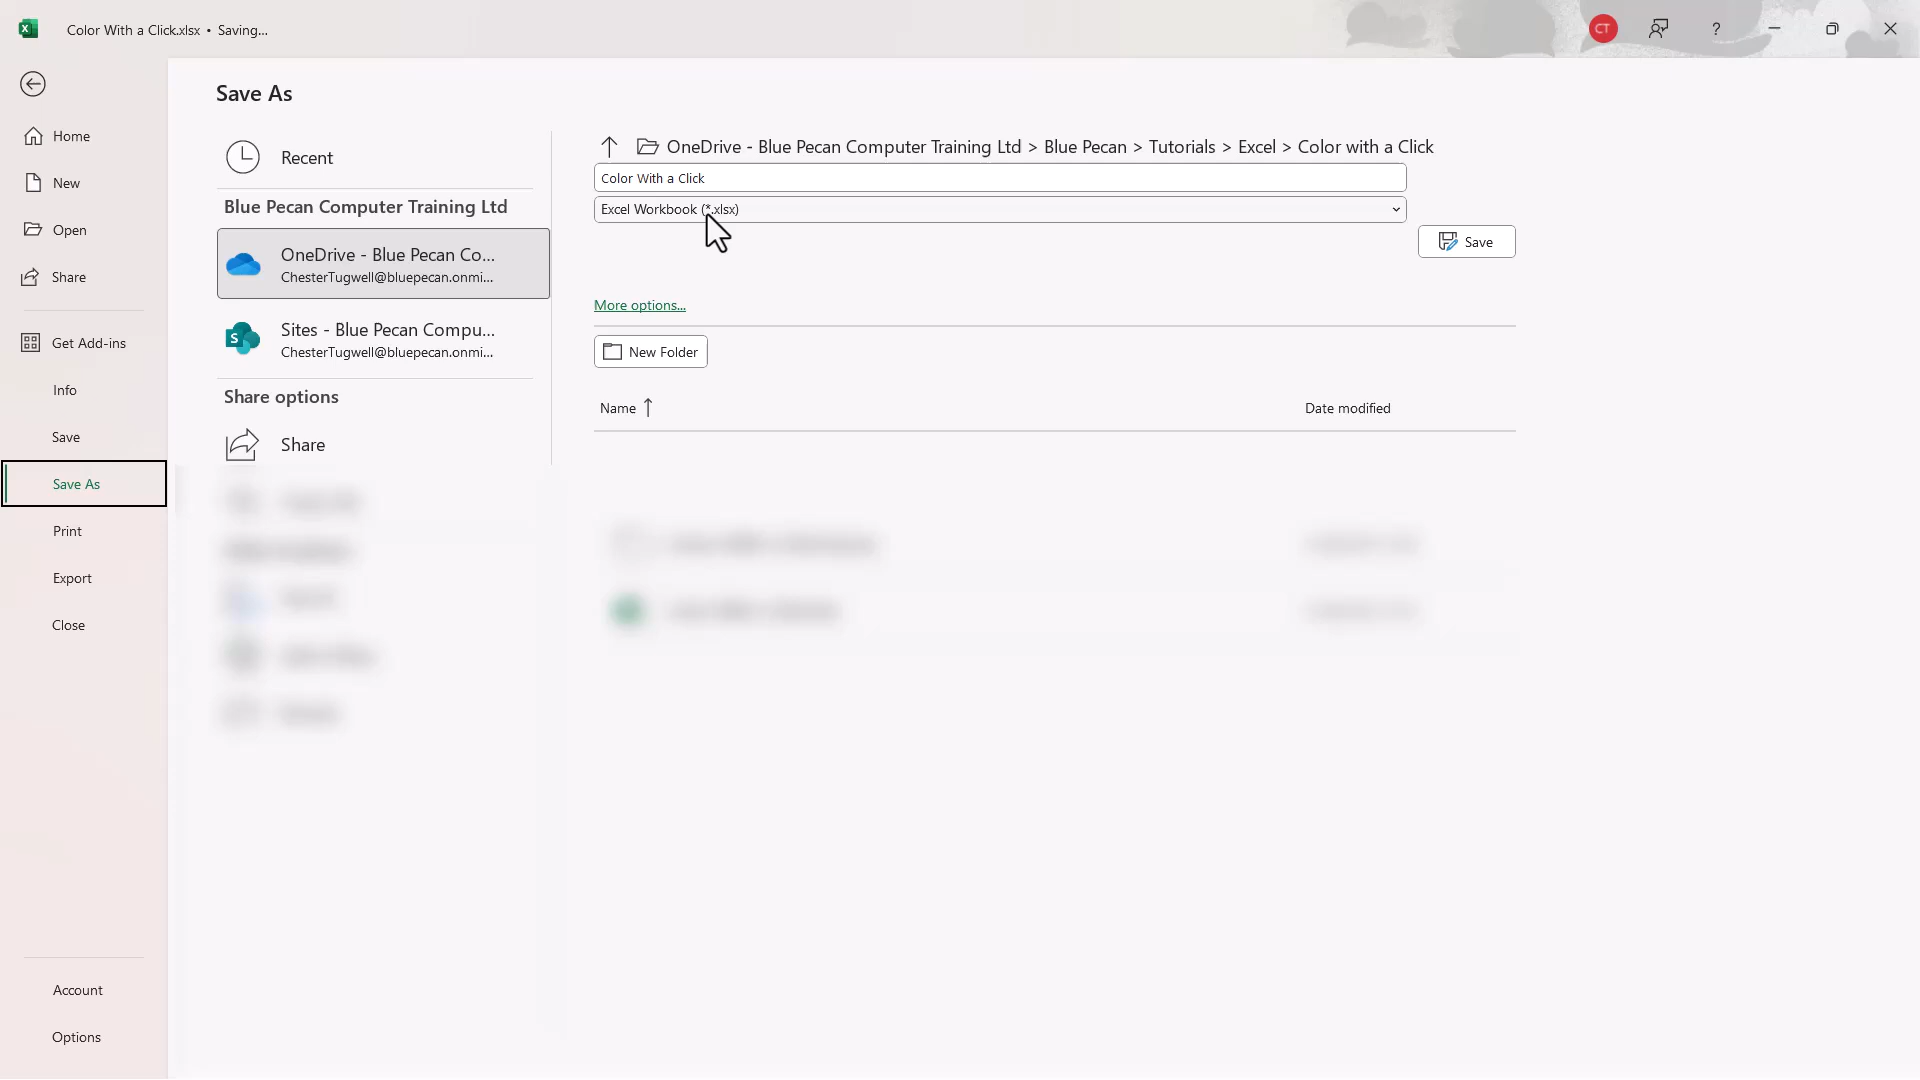 Color With a Click.xlsx • Saving...
CT
?
Save As
Home
New
Open
Share
Get Add-ins
Info
Save
Save As
Print
Export
Close
Account
Options
Recent
Blue Pecan Computer Training Ltd
OneDrive - Blue Pecan Co...
ChesterTugwell@bluepecan.onmi...
Sites - Blue Pecan Compu...
ChesterTugwell@bluepecan.onmi...
Share options
Share
OneDrive - Blue Pecan Computer Training Ltd > Blue Pecan > Tutorials > Excel > Color with a Click
Color With a Click
Excel Workbook (*.xlsx)
Save
More options...
New Folder
Name
Date modified